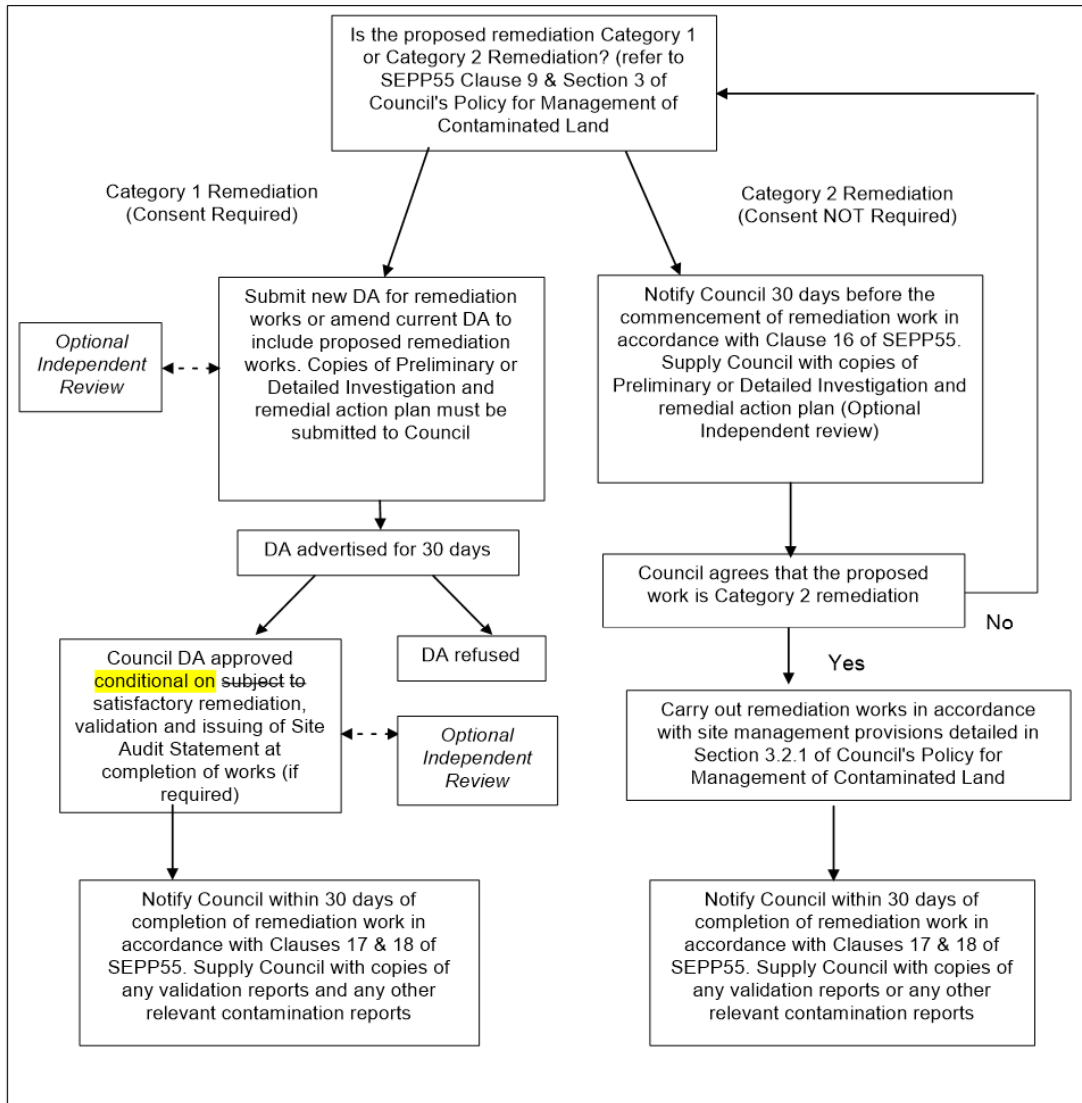 Is the proposed remediation Category 1
or Category 2 Remediation? (refer to
SEPP55 Clause 9 & Section 3 of
Council's Policy for Management of
Contaminated Land
Category 1 Remediation
(Consent Required)
Category 2 Remediation
(Consent NOT Required)
Submit new DA for remediation
works or amend current DA to
include proposed remediation
works. Copies of Preliminary or
Detailed Investigation and
remedial action plan must be
submitted to Council
Optional
Independent
Review
Notify Council 30 days before the
commencement of remediation work in
accordance with Clause 16 of SEPP55.
Supply Council with copies of
Preliminary or Detailed Investigation and
remedial action plan (Optional
Independent review)
DA advertised for 30 days
Council agrees that the proposed
work is Category 2 remediation
No
Yes
DA refused
Council DA approved
conditional on subject to
satisfactory remediation,
validation and issuing of Site
Audit Statement at
completion of works (if
required)
Optional
Independent
Review
Carry out remediation works in accordance
with site management provisions detailed in
Section 3.2.1 of Council's Policy for
Management of Contaminated Land
Notify Council within 30 days of
completion of remediation work in
accordance with Clauses 17 & 18 of
SEPP55. Supply Council with copies of
any validation reports and any other
relevant contamination reports
Notify Council within 30 days of
completion of remediation work in
accordance with Clauses 17 & 18 of
SEPP55. Supply Council with copies of
any validation reports or any other
relevant contamination reports